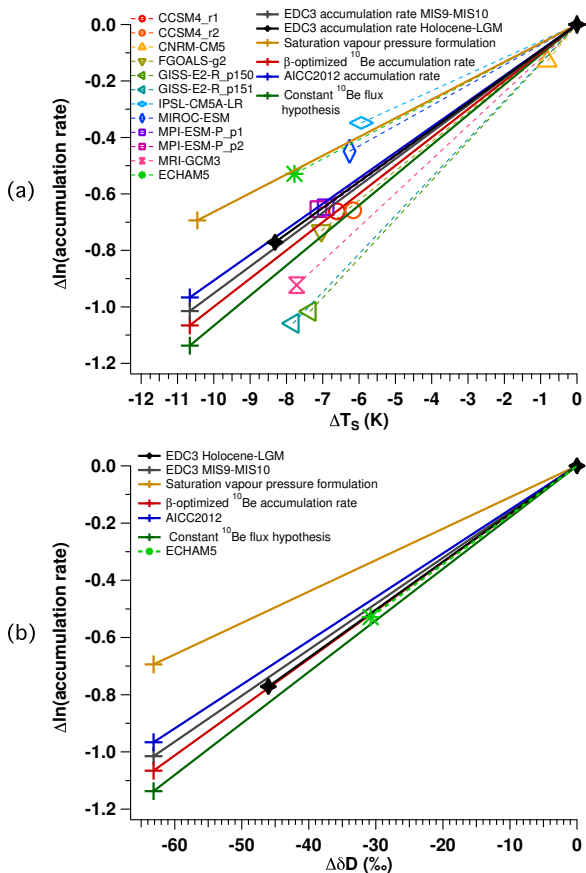 (a)
CCSM4_r1
CCSM4_r2
CNRM-CM5
FGOALS-g2
GISS-E2-R_p150
GISS-E2-R_p151
IPSL-CM5A-LR
MIROC-ESM
MPI-ESM-P_p1
MPI-ESM-P_p2
MRI-GCM3
ECHAM5
EDC3 accumulation rate MIS9-MIS10
EDC3 accumulation rate Holocene-LGM
Saturation vapour pressure formulation
β-optimized ¹⁰Be accumulation rate
AICC2012 accumulation rate
Constant ¹⁰Be flux
hypothesis
Δln(accumulation rate)
0.0
-0.2
-0.4
-0.6
-0.8
-1.0
-1.2
-12 -11 -10 -9 -8 -7 -6 -5 -4 -3 -2 -1 0
ΔT_S (K)
(b)
EDC3 Holocene-LGM
EDC3 MIS9-MIS10
Saturation vapour pressure formulation
β-optimized ¹⁰Be accumulation rate
AICC2012
Constant ¹⁰Be flux hypothesis
ECHAM5
Δln(accumulation rate)
0.0
-0.2
-0.4
-0.6
-0.8
-1.0
-1.2
-60 -50 -40 -30 -20 -10 0
ΔδD (‰)